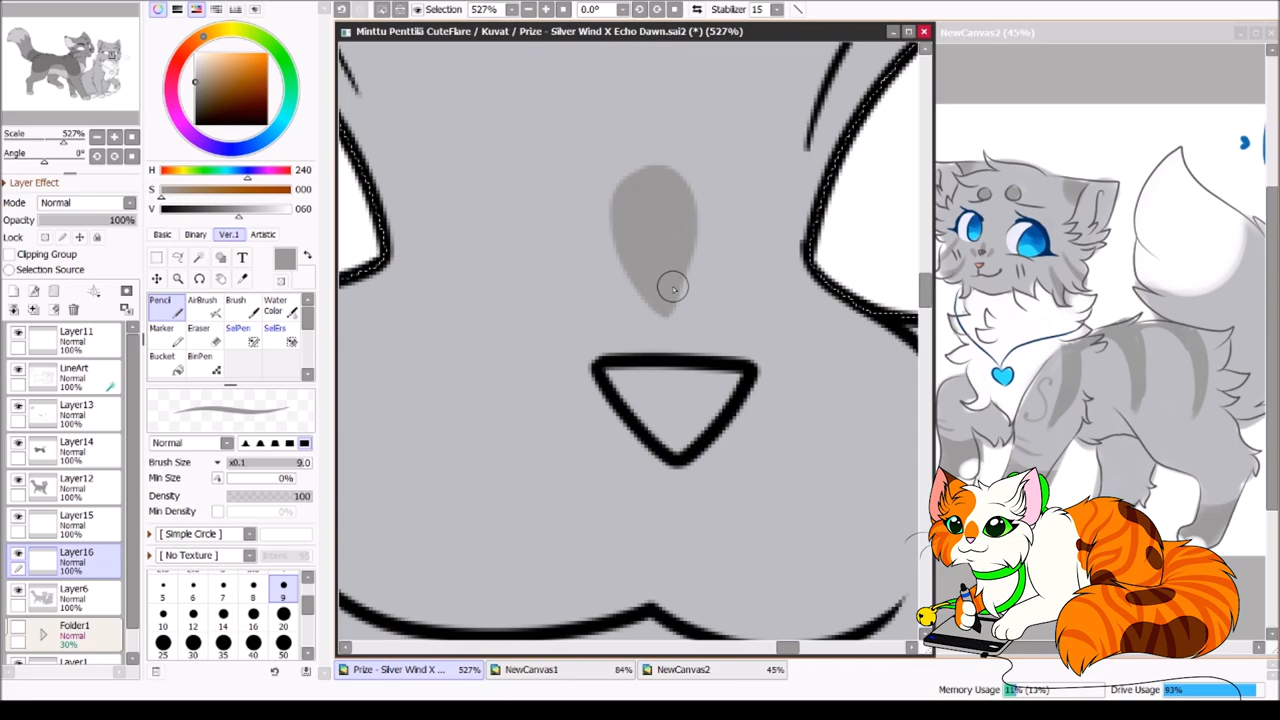 Selection 527% 0.0° Stabilizer 15
Minttu Penttilä CuteFlare / Kuvat / Prize - Silver Wind X Echo Dawn.sai2 (*) (527%)
NewCanvas2 (45%)
Scale 527%
Angle 0°
Layer Effect
Mode Normal
Opacity 100%
Lock
Clipping Group
Selection Source
H 240
S 000
V 060
Basic Binary Ver.1 Artistic
T
Pencil AirBrush Brush Water Color
Marker Eraser SelPen SelErs
Bucket BinPen
Normal
Brush Size x0.1 9.0
Min Size 0%
Density 100
Min Density 0%
[ Simple Circle ]
[ No Texture ] Intens. 95
5 6 7 8 9
10 12 14 16 20
25 30 35 40 50
Layer11
Normal
100%
LineArt
Normal
100%
Layer13
Normal
100%
Layer14
Normal
100%
Layer12
Normal
100%
Layer15
Normal
100%
Layer16
Normal
100%
Layer6
Normal
100%
Folder1
Normal
30%
Layer1
Prize - Silver Wind X ... 527% NewCanvas1 84% NewCanvas2 45%
Memory Usage 11% (13%) Drive Usage 93%